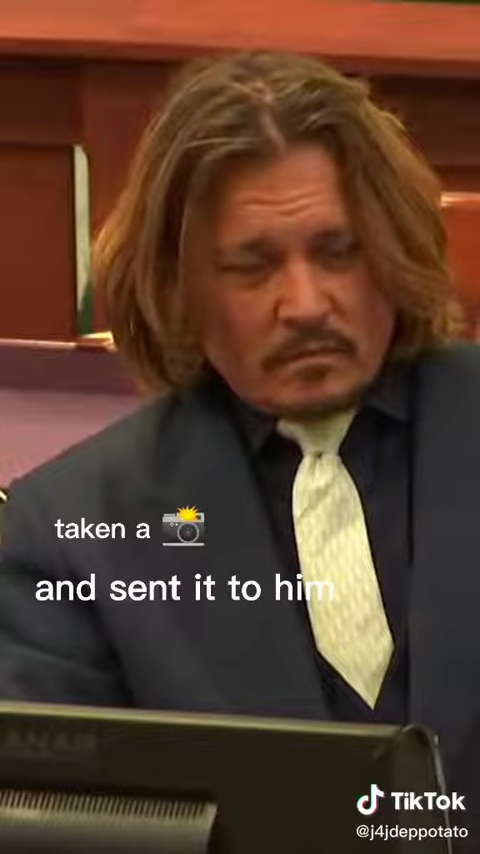 taken a 📸
and sent it to him
TikTok
@j4jdeppotato